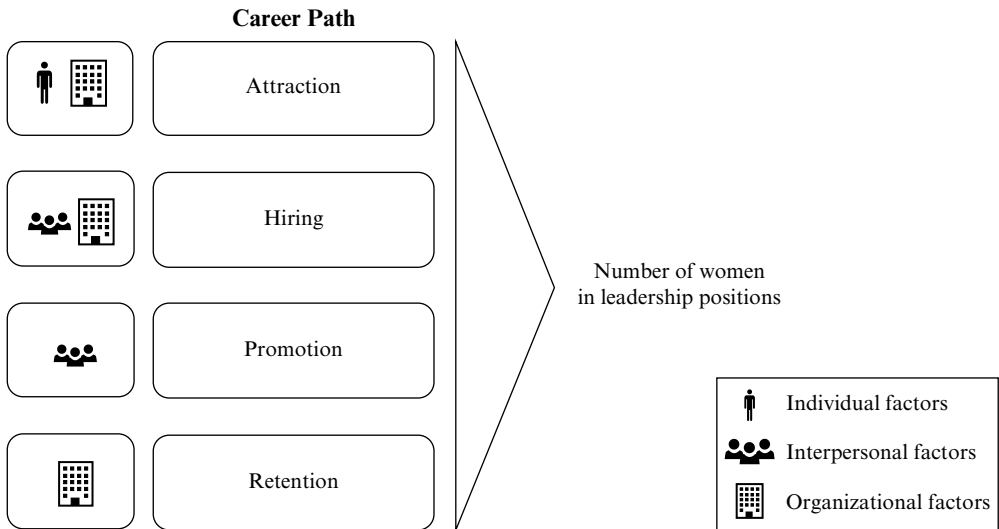 Career Path
Attraction
Hiring
Number of women
in leadership positions
Promotion
Retention
Individual factors
Interpersonal factors
Organizational factors